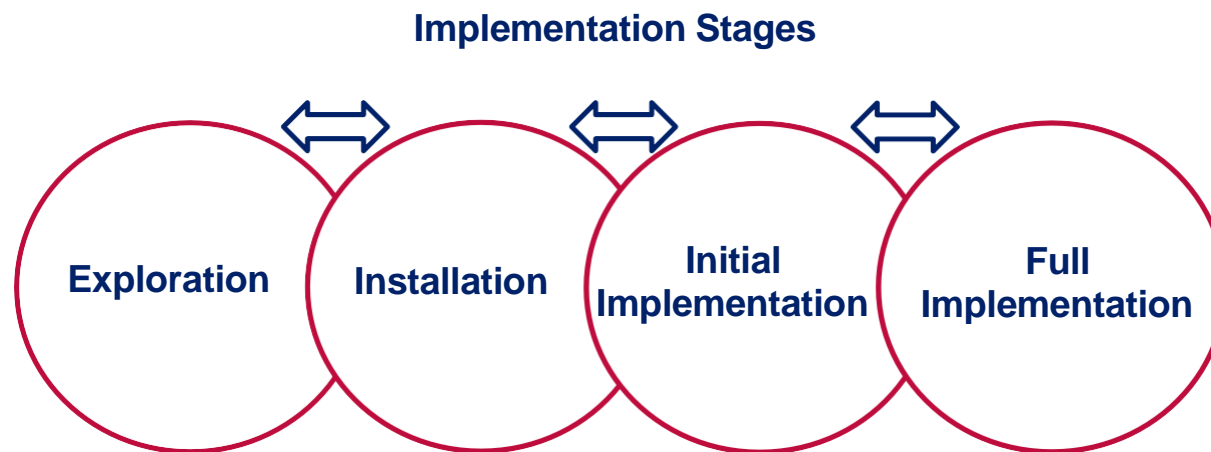 Implementation Stages
Exploration
Installation
Initial
Implementation
Full
Implementation